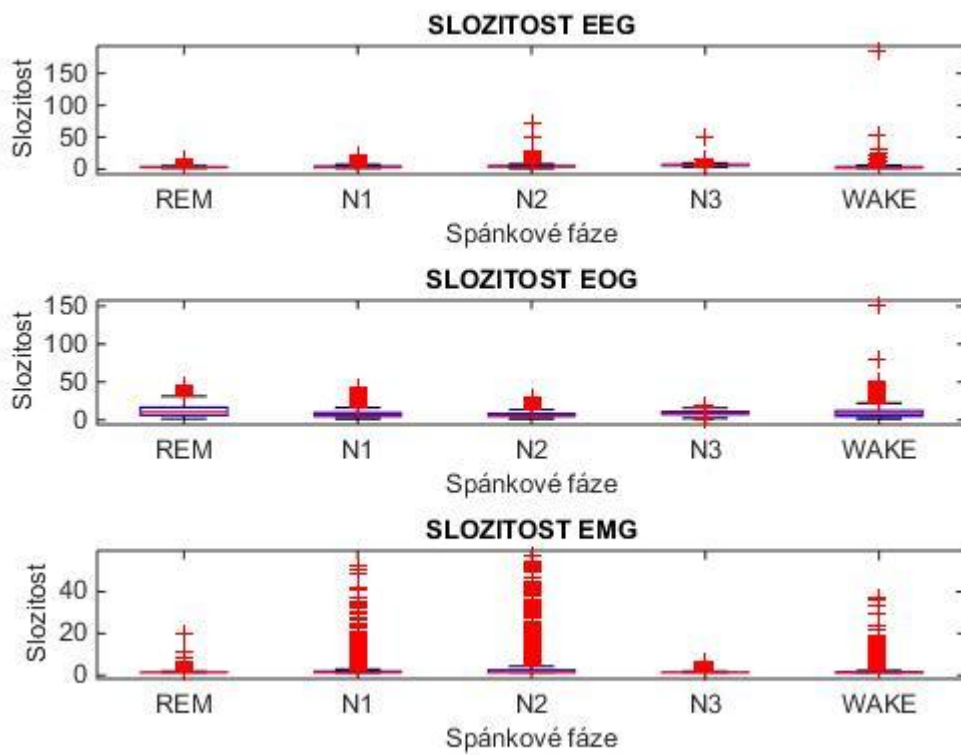 SLOZITOST EEG
Slozitost
150
100
50
0
REM N1 N2 N3 WAKE
Spánkové fáze
SLOZITOST EOG
Slozitost
150
100
50
0
REM N1 N2 N3 WAKE
Spánkové fáze
SLOZITOST EMG
Slozitost
40
20
0
REM N1 N2 N3 WAKE
Spánkové fáze